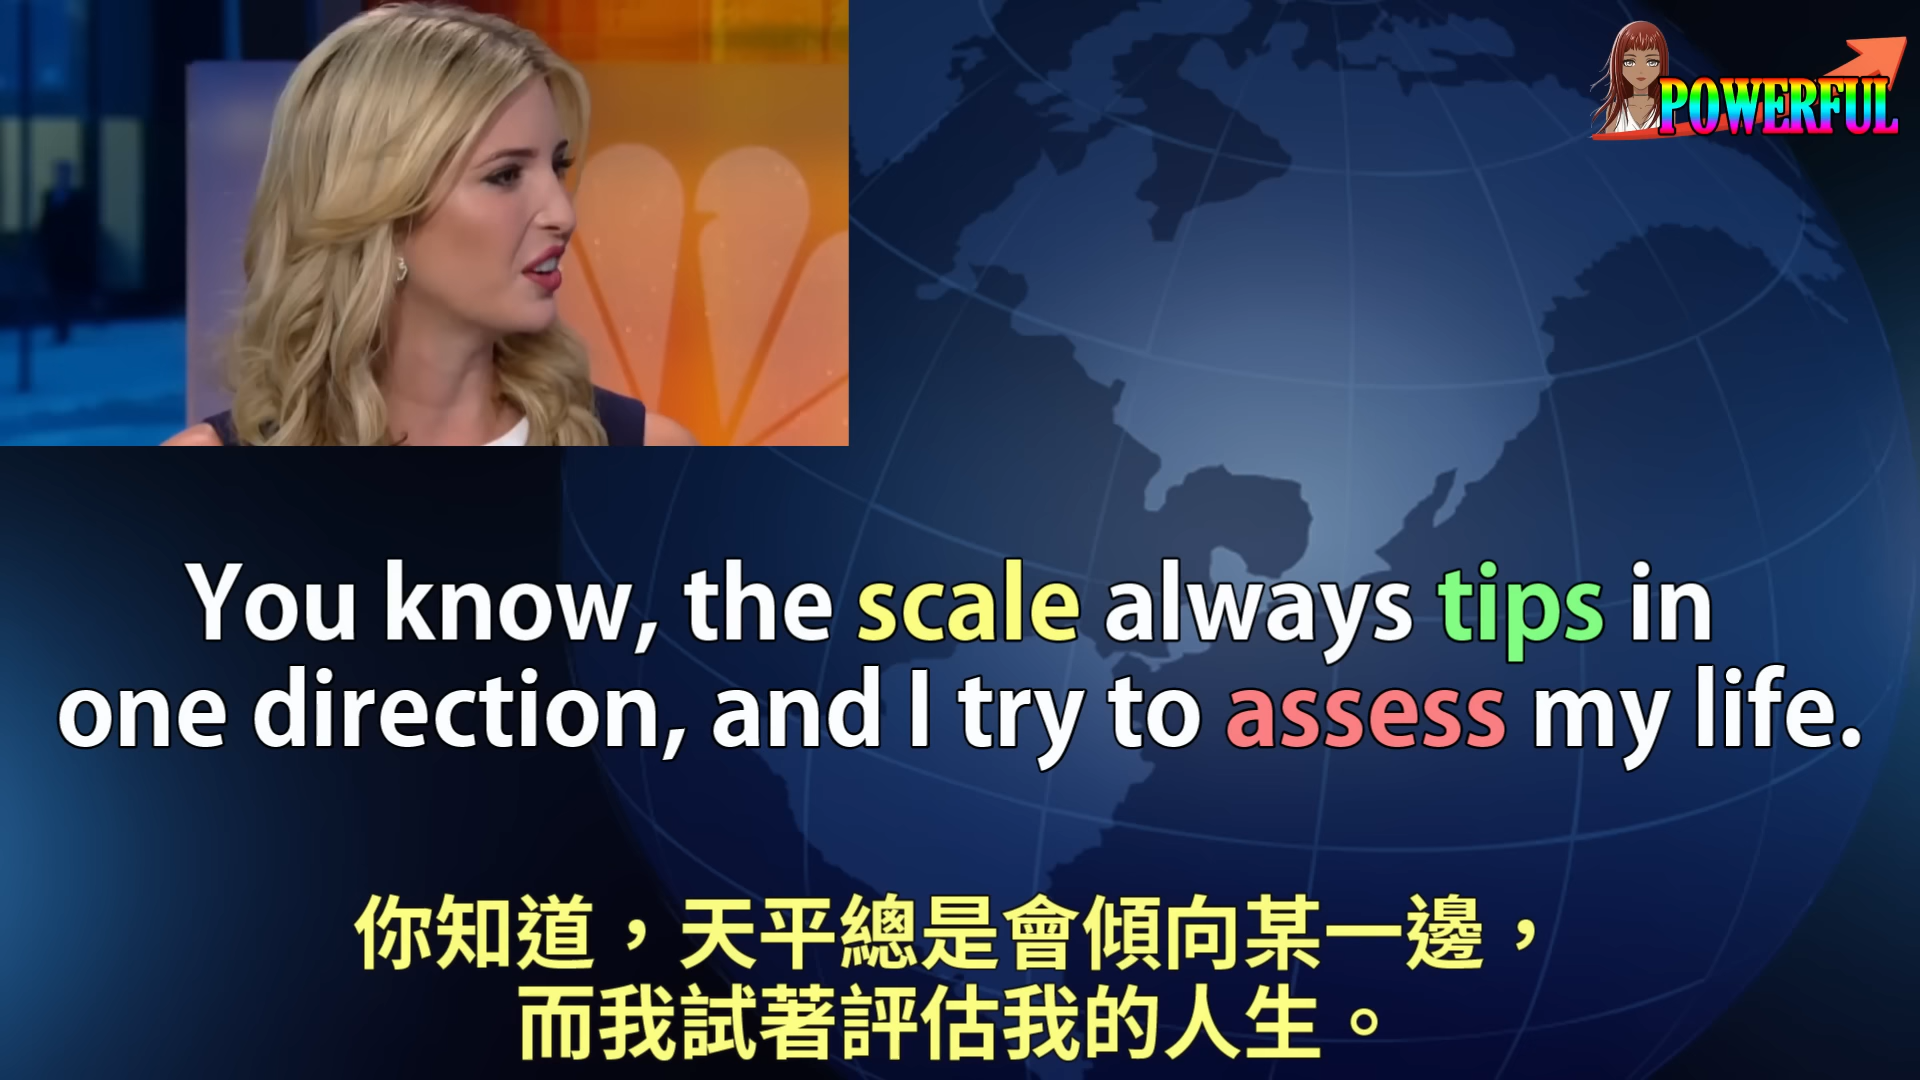 POWERFUL
You know, the scale always tips in
one direction, and I try to assess my life.
你知道，天平總是會傾向某一邊，
而我試著評估我的人生。